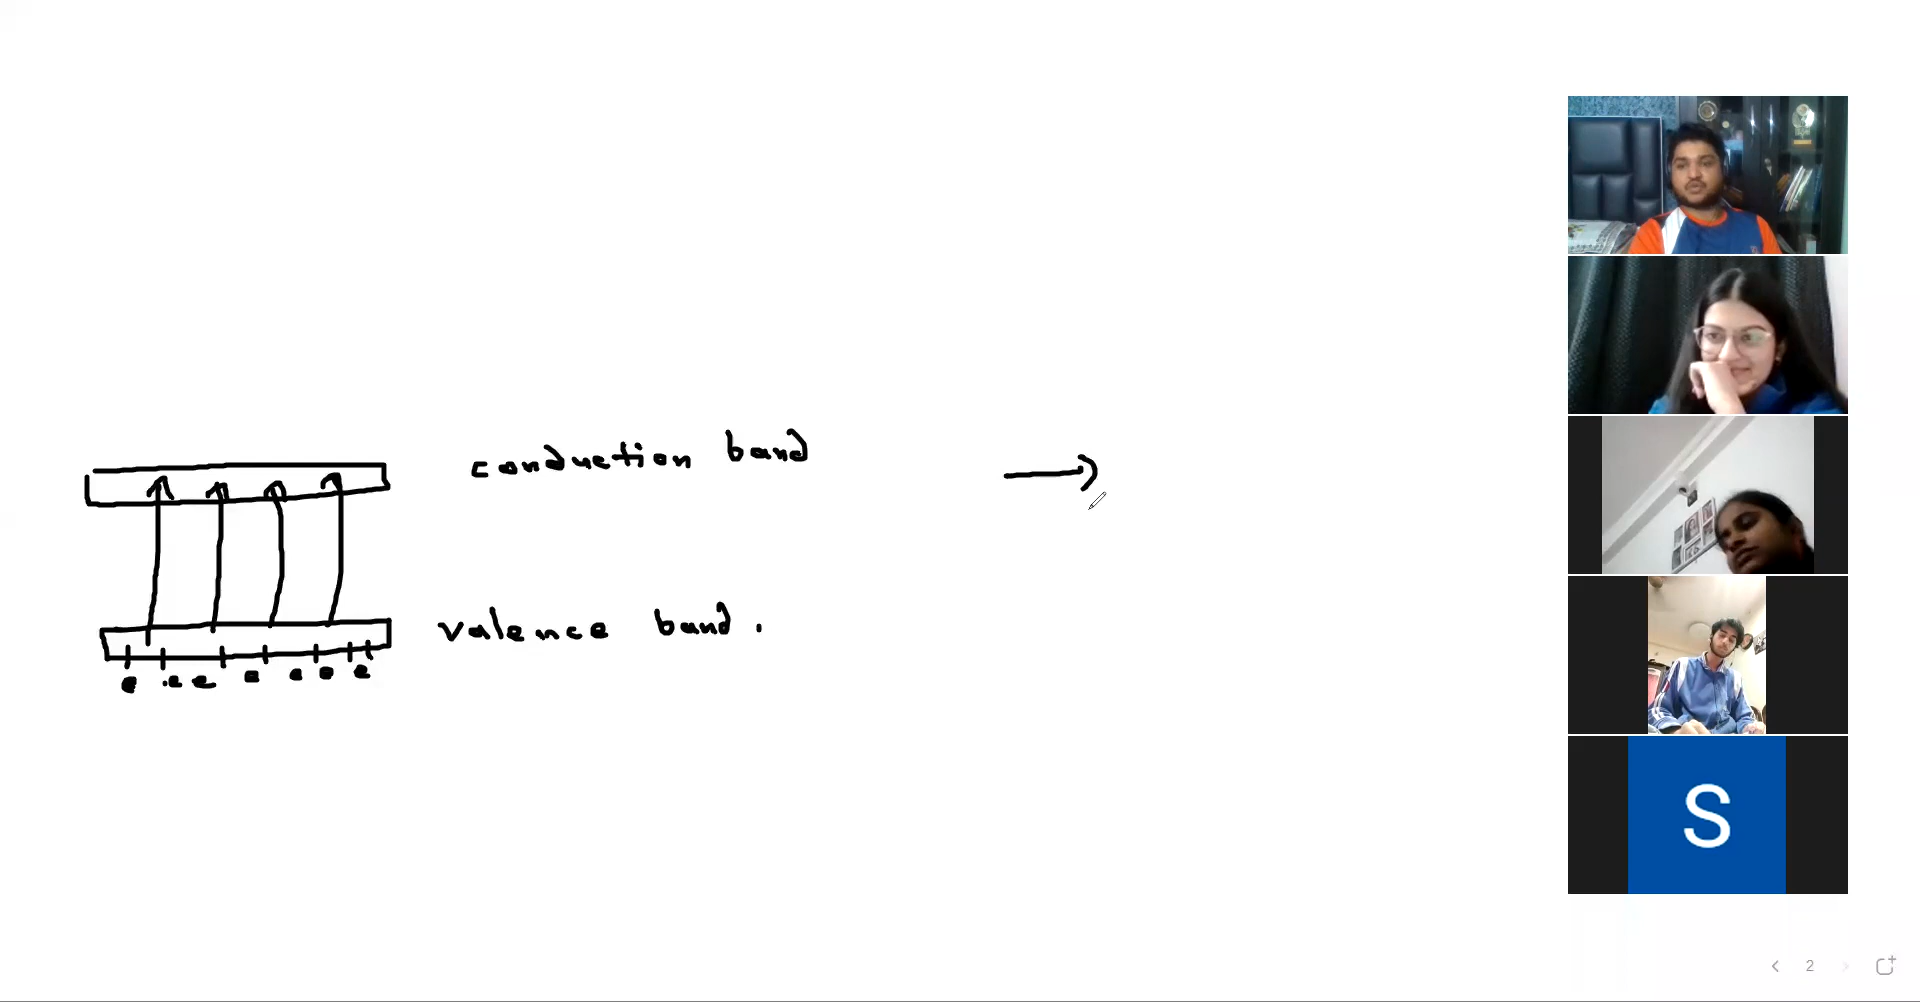 conduction band
valence band.
e e e e e e e
S
2